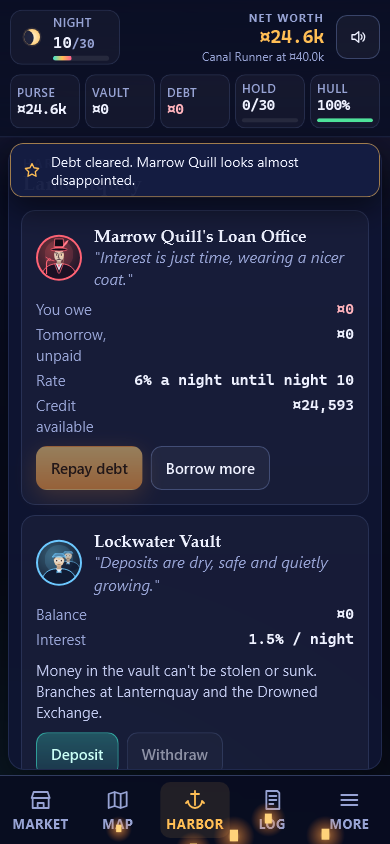 NIGHT
10/30
NET WORTH
¤24.6k
Canal Runner at ¤40.0k
PURSE
¤24.6k
VAULT
¤0
DEBT
¤0
HOLD
0/30
HULL
100%
Debt cleared. Marrow Quill looks almost
disappointed.
Marrow Quill's Loan Office
"Interest is just time, wearing a nicer
coat."
You owe
¤0
Tomorrow,
unpaid
¤0
Rate
6% a night until night 10
Credit
available
¤24,593
Repay debt
Borrow more
Lockwater Vault
"Deposits are dry, safe and quietly
growing."
Balance
¤0
Interest
1.5% / night
Money in the vault can't be stolen or sunk.
Branches at Lanternquay and the Drowned
Exchange.
Deposit
Withdraw
MARKET
MAP
HARBOR
LOG
MORE